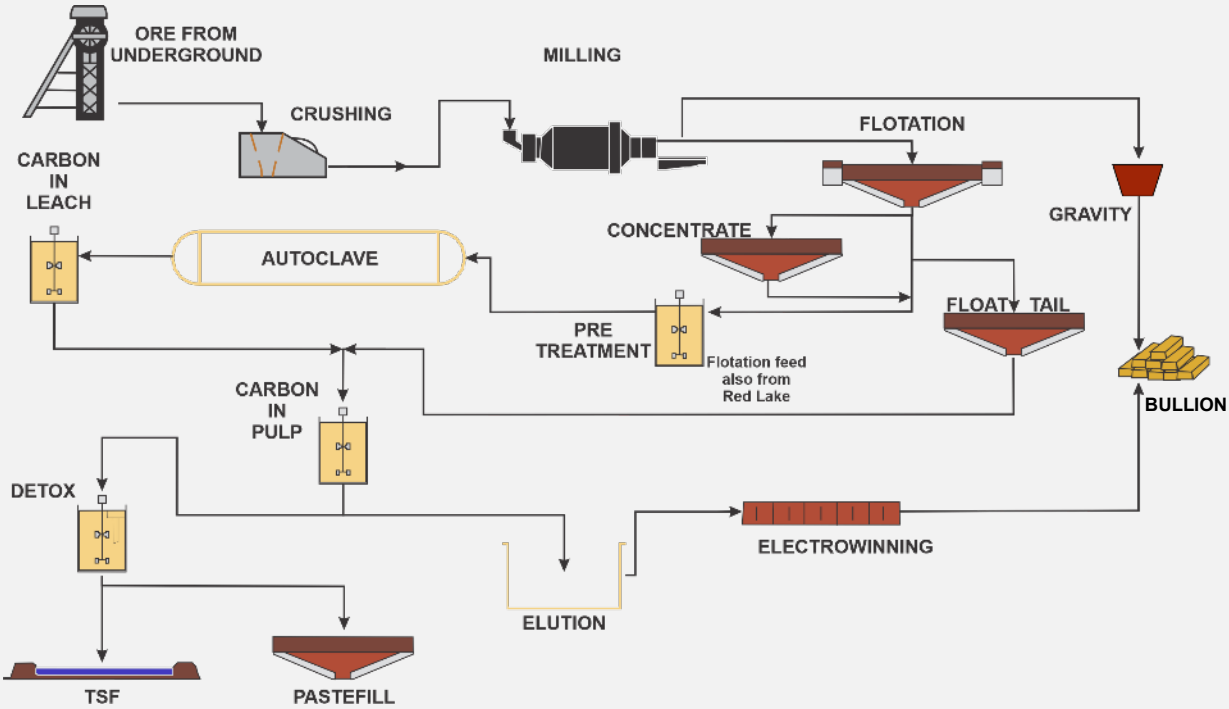 ORE FROM
UNDERGROUND
MILLING
CRUSHING
FLOTATION
CARBON
IN
LEACH
GRAVITY
CONCENTRATE
AUTOCLAVE
FLOAT TAIL
PRE
TREATMENT
Flotation feed
also from
Red Lake
CARBON
IN
PULP
BULLION
DETOX
ELECTROWINNING
ELUTION
TSF
PASTEFILL